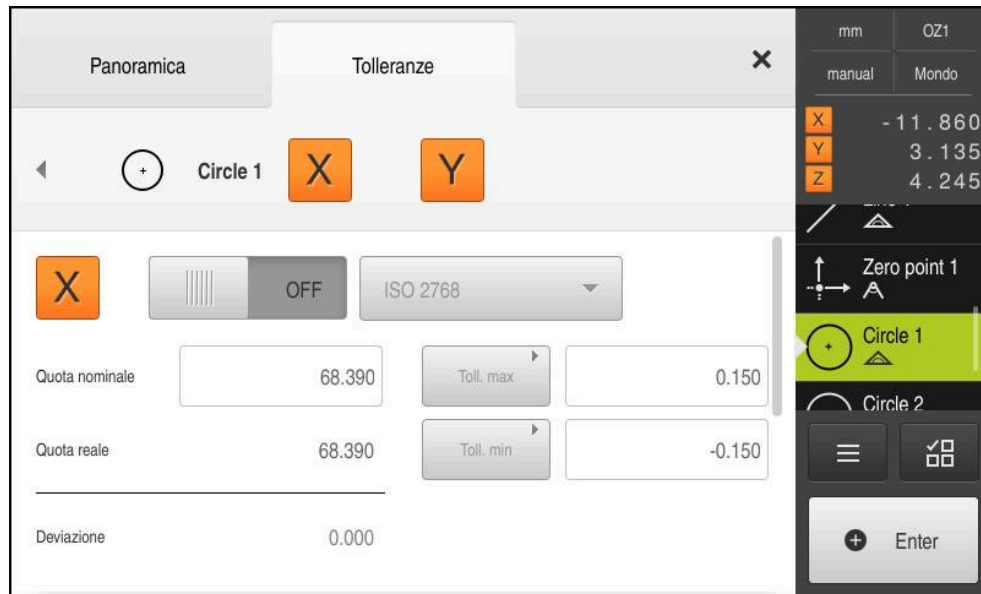 Panoramica
Tolleranze
Circle 1
X
Y
X
OFF
ISO 2768
Quota nominale
68.390
Toll. max
0.150
Quota reale
68.390
Toll. min
-0.150
Deviazione
0.000
mm
OZ1
manual
Mondo
X -11.860
Y 3.135
Z 4.245
Zero point 1
Circle 1
Circle 2
Enter